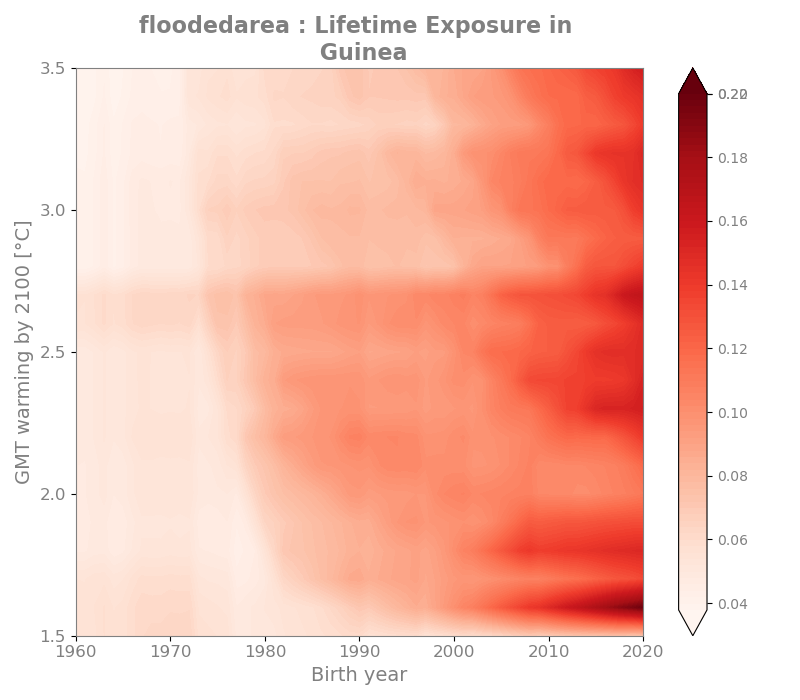 floodedarea : Lifetime Exposure in
Guinea
GMT warming by 2100 [°C]
3.5
3.0
2.5
2.0
1.5
1960 1970 1980 1990 2000 2010 2020
Birth year
0.20
0.18
0.16
0.14
0.12
0.10
0.08
0.06
0.04